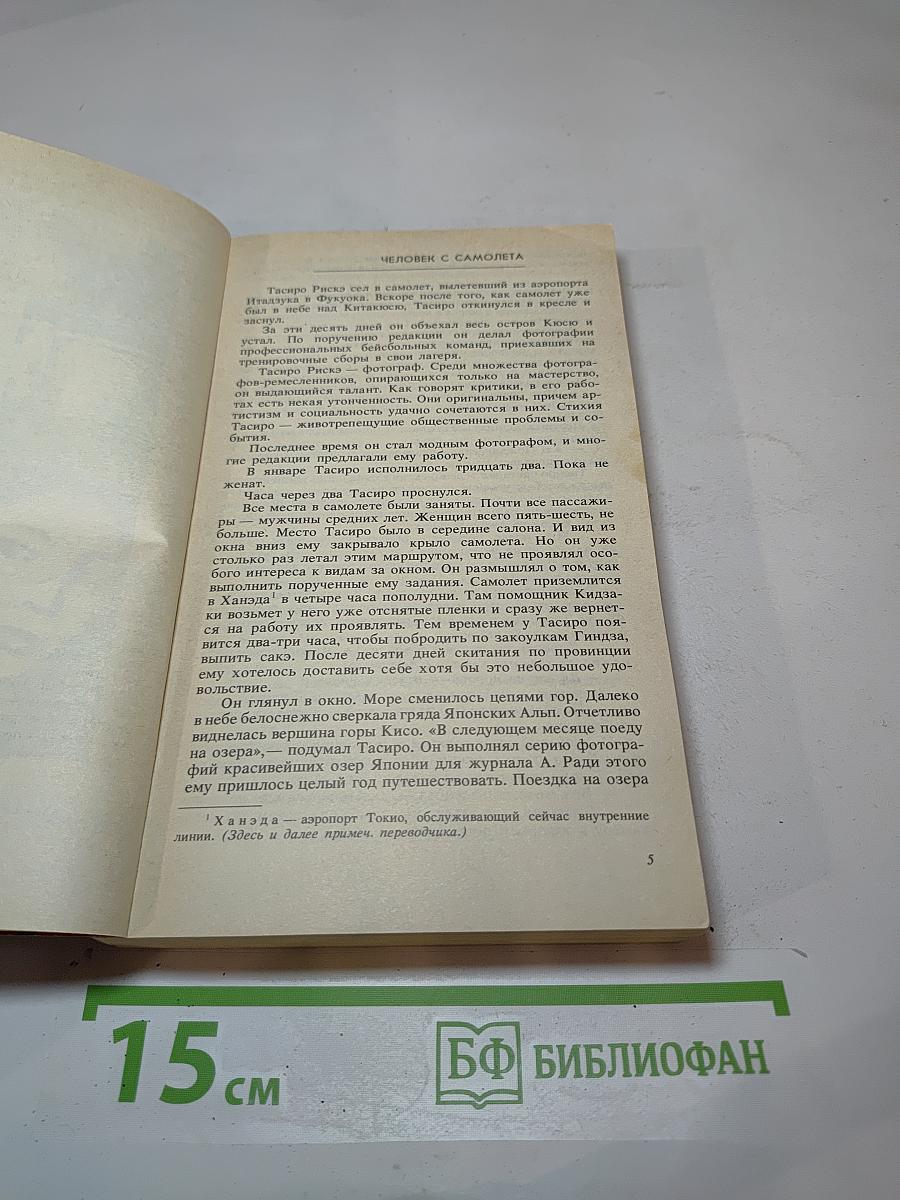 ЧЕЛОВЕК С САМОЛЕТА
Тасиро Рискэ сел в самолет, вылетевший из аэропорта
Итадзука в Фукуока. Вскоре после того, как самолет уже
был в небе над Китакюсю, Тасиро откинулся в кресле и
заснул.
За эти десять дней он объехал весь остров Кюсю и
устал. По поручению редакции он делал фотографии
профессиональных бейсбольных команд, приехавших на
тренировочные сборы в свои лагеря.
Тасиро Рискэ — фотограф. Среди множества фотогра-
фов-ремесленников, опирающихся только на мастерство,
он выдающийся талант. Как говорят критики, в его рабо-
тах есть некая утонченность. Они оригинальны, причем ар-
тистизм и социальность удачно сочетаются в них. Стихия
Тасиро — животрепещущие общественные проблемы и со-
бытия.
Последнее время он стал модным фотографом, и мно-
гие редакции предлагали ему работу.
В январе Тасиро исполнилось тридцать два. Пока не
женат.
Часа через два Тасиро проснулся.
Все места в самолете были заняты. Почти все пассажи-
ры — мужчины средних лет. Женщин всего пять-шесть, не
больше. Место Тасиро было в середине салона. И вид из
окна вниз ему закрывало крыло самолета. Но он уже
столько раз летал этим маршрутом, что не проявлял осо-
бого интереса к видам за окном. Он размышлял о том, как
выполнить порученные ему задания. Самолет приземлится
в Ханэда¹ в четыре часа пополудни. Там помощник Кидза-
ки возьмет у него уже отснятые пленки и сразу же вернет-
ся на работу их проявлять. Тем временем у Тасиро поя-
вится два-три часа, чтобы побродить по закоулкам Гиндза,
выпить сакэ. После десяти дней скитания по провинции
ему хотелось доставить себе хотя бы это небольшое удо-
вольствие.
Он глянул в окно. Море сменилось цепями гор. Далеко
в небе белоснежно сверкала гряда Японских Альп. Отчетливо
виднелась вершина горы Кисо. «В следующем месяце поеду
на озера»,— подумал Тасиро. Он выполнял серию фотогра-
фий красивейших озер Японии для журнала А. Ради этого
ему пришлось целый год путешествовать. Поездка на озера
¹ Ханэда — аэропорт Токио, обслуживающий сейчас внутренние
линии. (Здесь и далее примеч. переводчика.)
5
15 см
БФ БИБЛИОФАН